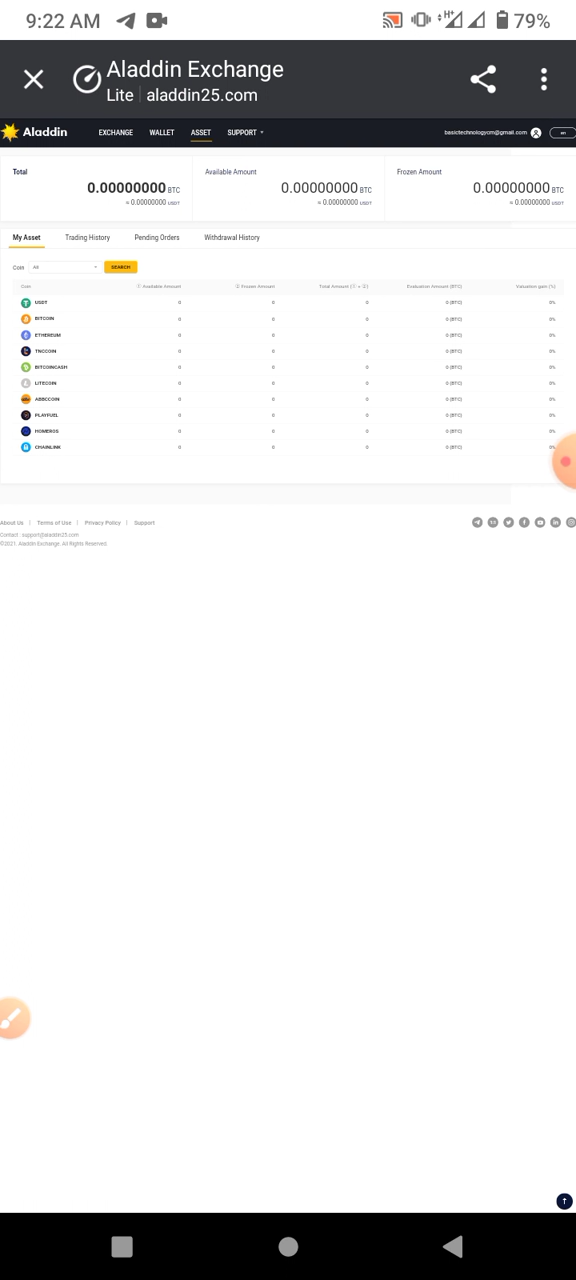 9:22 AM 79%
Aladdin Exchange
Lite | aladdin25.com
Aladdin EXCHANGE WALLET ASSET SUPPORT basictechnologycm@gmail.com en
Total Available Amount Frozen Amount
0.00000000 BTC 0.00000000 BTC 0.00000000 BTC
≈ 0.00000000 USDT ≈ 0.00000000 USDT ≈ 0.00000000 USDT
My Asset Trading History Pending Orders Withdrawal History
Coin All SEARCH
Coin ① Available Amount ② Frozen Amount Total Amount (① + ②) Evaluation Amount (BTC) Valuation gain (%)
USDT 0 0 0 0 (BTC) 0%
BITCOIN 0 0 0 0 (BTC) 0%
ETHEREUM 0 0 0 0 (BTC) 0%
TNCCOIN 0 0 0 0 (BTC) 0%
BITCOINCASH 0 0 0 0 (BTC) 0%
LITECOIN 0 0 0 0 (BTC) 0%
ABBCCOIN 0 0 0 0 (BTC) 0%
PLAYFUEL 0 0 0 0 (BTC) 0%
HOMEROS 0 0 0 0 (BTC) 0%
CHAINLINK 0 0 0 0 (BTC) 0%
About Us | Terms of Use | Privacy Policy | Support
Contact : support@aladdin25.com
©2021. Aladdin Exchange. All Rights Reserved.